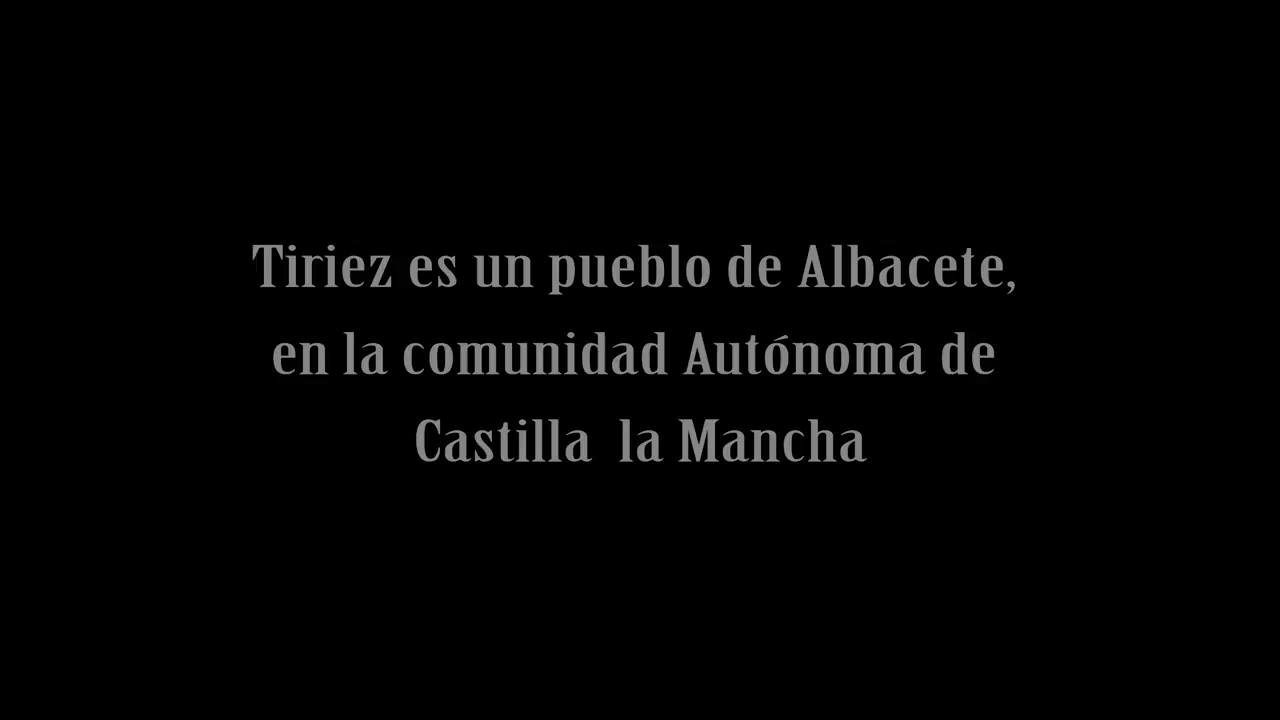 Tiriez es un pueblo de Albacete,
en la comunidad Autónoma de
Castilla  la Mancha